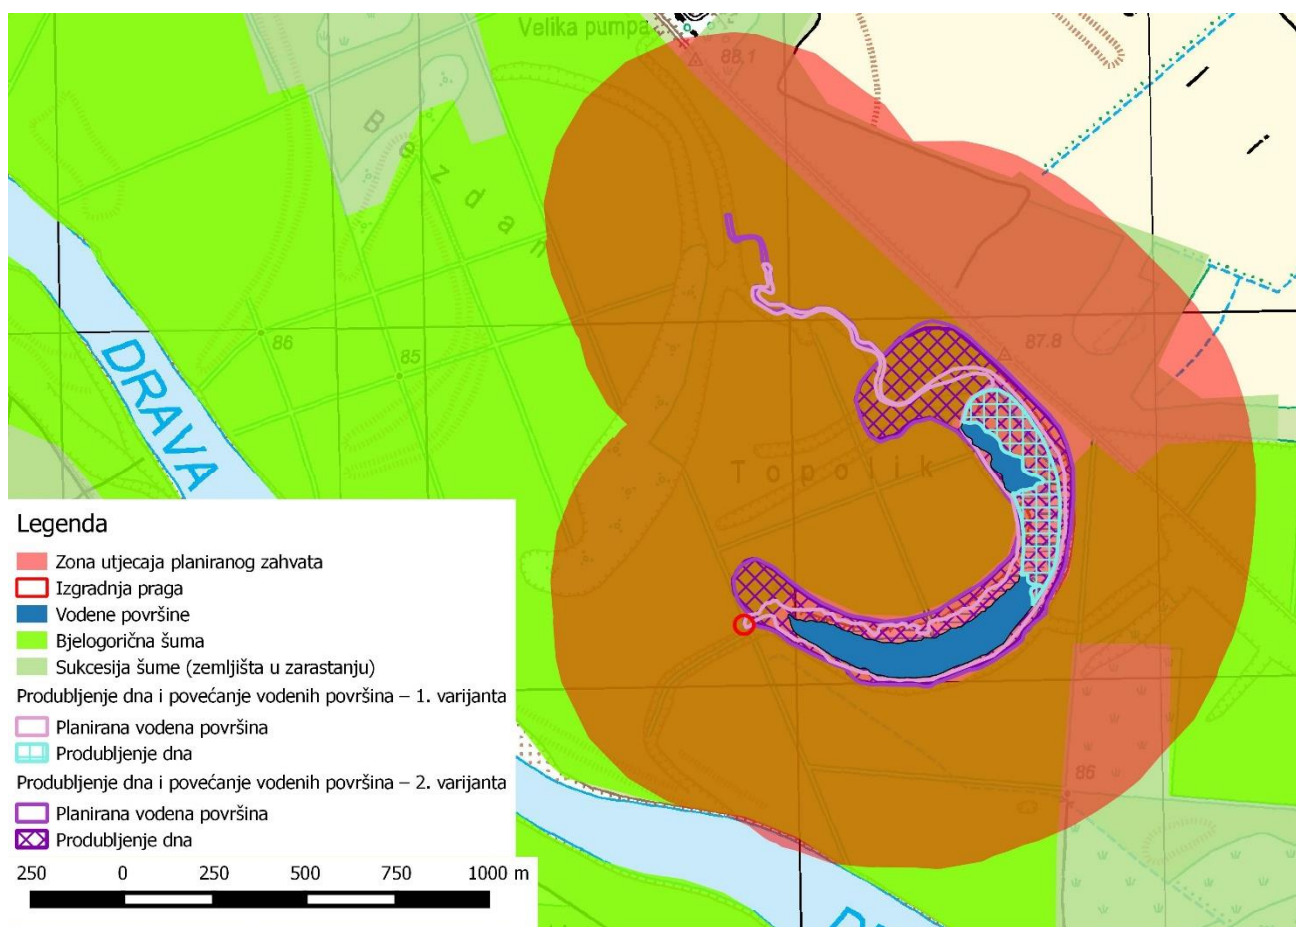 Velika pumpa
88,1
Bezdan
86
85
87.8
DRAVA
Topolik
86
Legenda
Zona utjecaja planiranog zahvata
Izgradnja praga
Vodene površine
Bjelogorična šuma
Sukcesija šume (zemljišta u zarastanju)
Produbljenje dna i povećanje vodenih površina – 1. varijanta
Planirana vodena površina
Produbljenje dna
Produbljenje dna i povećanje vodenih površina – 2. varijanta
Planirana vodena površina
Produbljenje dna
250 0 250 500 750 1000 m